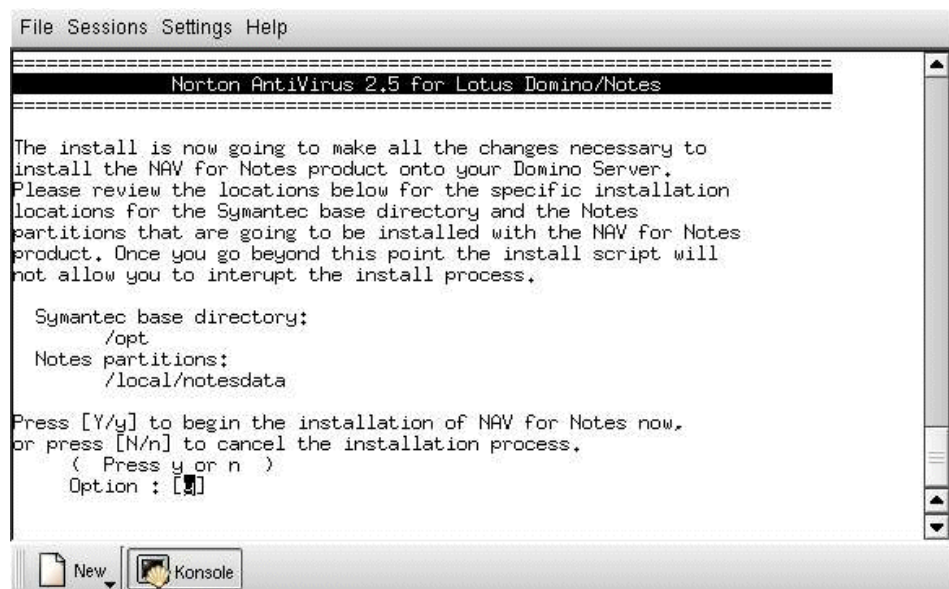 File Sessions Settings Help
========================================================================
Norton AntiVirus 2.5 for Lotus Domino/Notes
========================================================================
The install is now going to make all the changes necessary to
install the NAV for Notes product onto your Domino Server.
Please review the locations below for the specific installation
locations for the Symantec base directory and the Notes
partitions that are going to be installed with the NAV for Notes
product. Once you go beyond this point the install script will
not allow you to interupt the install process.
Symantec base directory:
/opt
Notes partitions:
/local/notesdata
Press [Y/y] to begin the installation of NAV for Notes now,
or press [N/n] to cancel the installation process.
( Press y or n )
Option : [y]
New Konsole